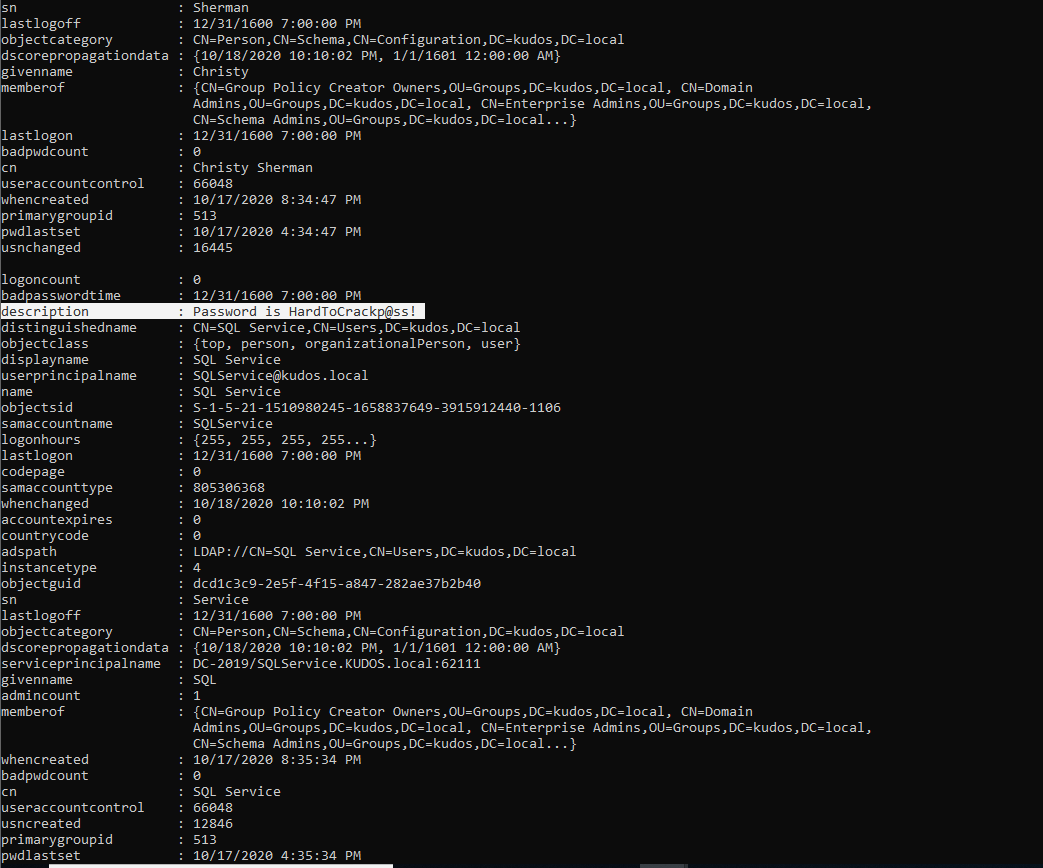 sn : Sherman
lastlogoff : 12/31/1600 7:00:00 PM
objectcategory : CN=Person,CN=Schema,CN=Configuration,DC=kudos,DC=local
dscorepropagationdata : {10/18/2020 10:10:02 PM, 1/1/1601 12:00:00 AM}
givenname : Christy
memberof : {CN=Group Policy Creator Owners,OU=Groups,DC=kudos,DC=local, CN=Domain
Admins,OU=Groups,DC=kudos,DC=local, CN=Enterprise Admins,OU=Groups,DC=kudos,DC=local,
CN=Schema Admins,OU=Groups,DC=kudos,DC=local...}
lastlogon : 12/31/1600 7:00:00 PM
badpwdcount : 0
cn : Christy Sherman
useraccountcontrol : 66048
whencreated : 10/17/2020 8:34:47 PM
primarygroupid : 513
pwdlastset : 10/17/2020 4:34:47 PM
usnchanged : 16445
logoncount : 0
badpasswordtime : 12/31/1600 7:00:00 PM
description : Password is HardToCrackp@ss!
distinguishedname : CN=SQL Service,CN=Users,DC=kudos,DC=local
objectclass : {top, person, organizationalPerson, user}
displayname : SQL Service
userprincipalname : SQLService@kudos.local
name : SQL Service
objectsid : S-1-5-21-1510980245-1658837649-3915912440-1106
samaccountname : SQLService
logonhours : {255, 255, 255, 255...}
lastlogon : 12/31/1600 7:00:00 PM
codepage : 0
samaccounttype : 805306368
whenchanged : 10/18/2020 10:10:02 PM
accountexpires : 0
countrycode : 0
adspath : LDAP://CN=SQL Service,CN=Users,DC=kudos,DC=local
instancetype : 4
objectguid : dcd1c3c9-2e5f-4f15-a847-282ae37b2b40
sn : Service
lastlogoff : 12/31/1600 7:00:00 PM
objectcategory : CN=Person,CN=Schema,CN=Configuration,DC=kudos,DC=local
dscorepropagationdata : {10/18/2020 10:10:02 PM, 1/1/1601 12:00:00 AM}
serviceprincipalname : DC-2019/SQLService.KUDOS.local:62111
givenname : SQL
admincount : 1
memberof : {CN=Group Policy Creator Owners,OU=Groups,DC=kudos,DC=local, CN=Domain
Admins,OU=Groups,DC=kudos,DC=local, CN=Enterprise Admins,OU=Groups,DC=kudos,DC=local,
CN=Schema Admins,OU=Groups,DC=kudos,DC=local...}
whencreated : 10/17/2020 8:35:34 PM
badpwdcount : 0
cn : SQL Service
useraccountcontrol : 66048
usncreated : 12846
primarygroupid : 513
pwdlastset : 10/17/2020 4:35:34 PM